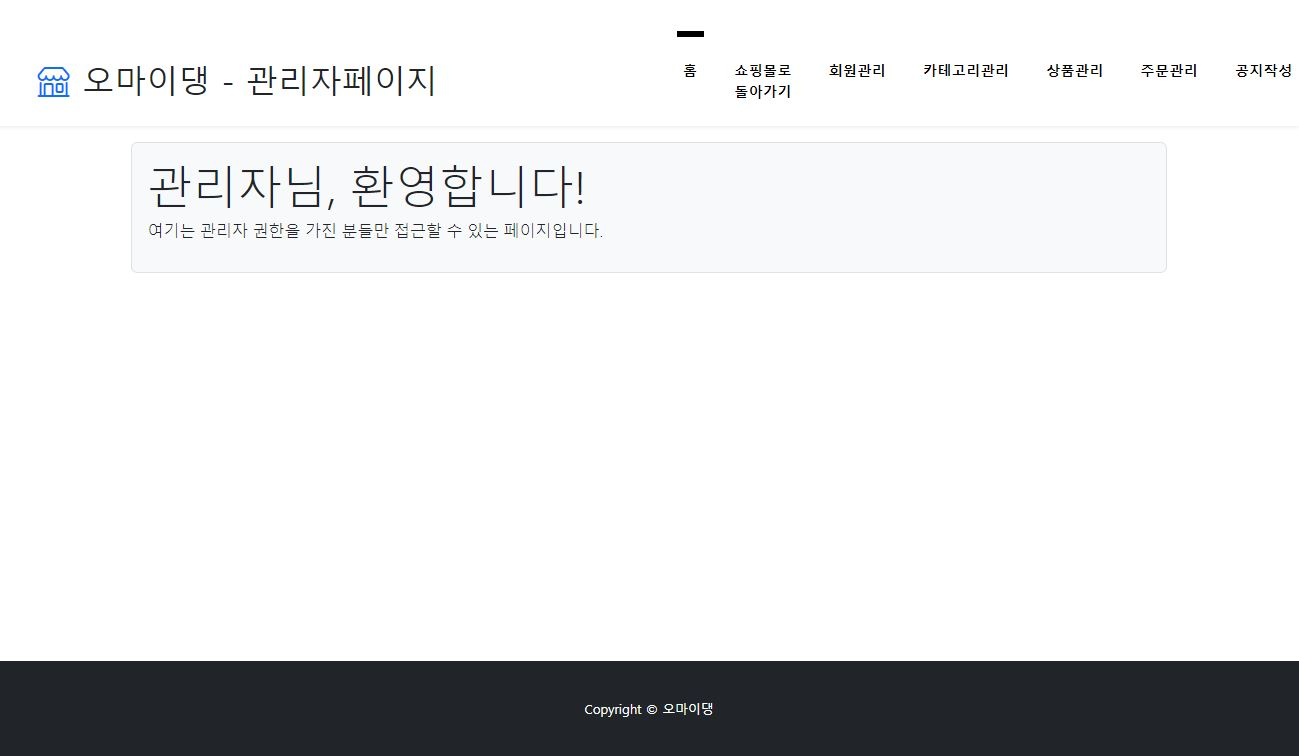 오마이댕 - 관리자페이지
홈
쇼핑몰로
돌아가기
회원관리
카테고리관리
상품관리
주문관리
공지작성
관리자님, 환영합니다!
여기는 관리자 권한을 가진 분들만 접근할 수 있는 페이지입니다.
Copyright © 오마이댕